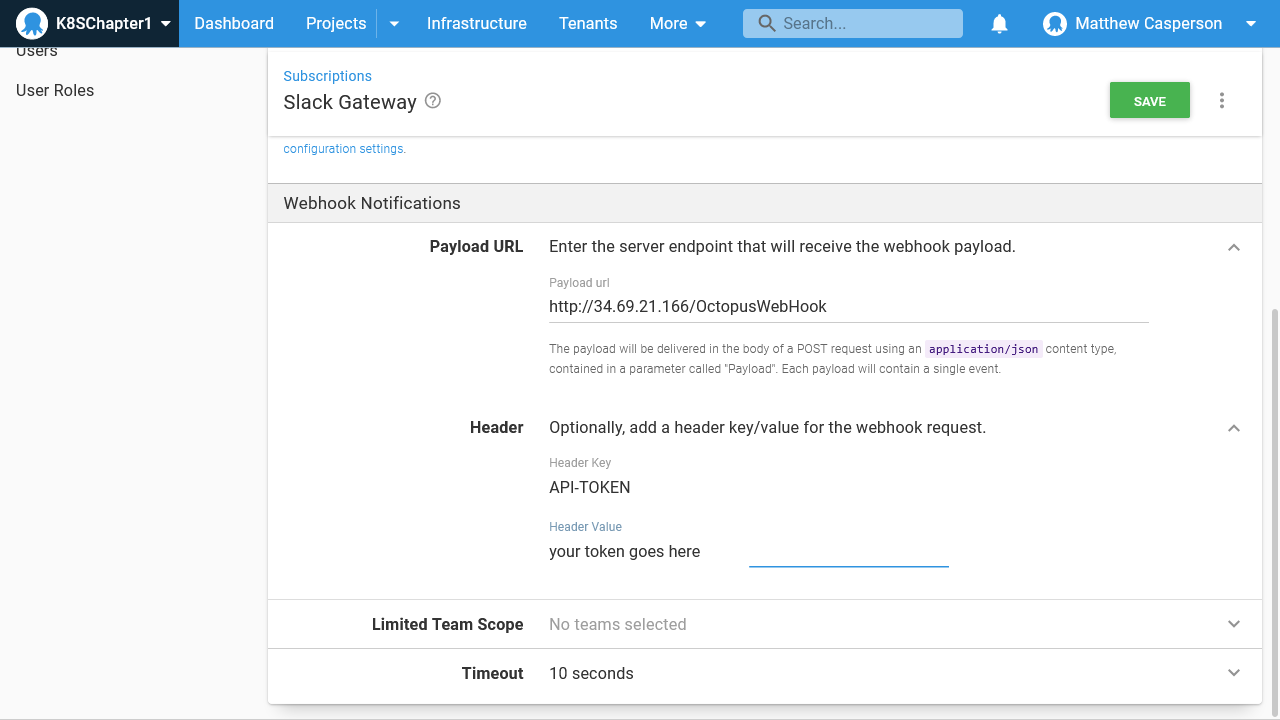 K8SChapter1 Dashboard Projects Infrastructure Tenants More Search... Matthew Casperson
Users
User Roles
Subscriptions
Slack Gateway ?
SAVE
configuration settings.
Webhook Notifications
Payload URL Enter the server endpoint that will receive the webhook payload.
Payload url
http://34.69.21.166/OctopusWebHook
The payload will be delivered in the body of a POST request using an application/json content type,
contained in a parameter called "Payload". Each payload will contain a single event.
Header Optionally, add a header key/value for the webhook request.
Header Key
API-TOKEN
Header Value
your token goes here
Limited Team Scope No teams selected
Timeout 10 seconds